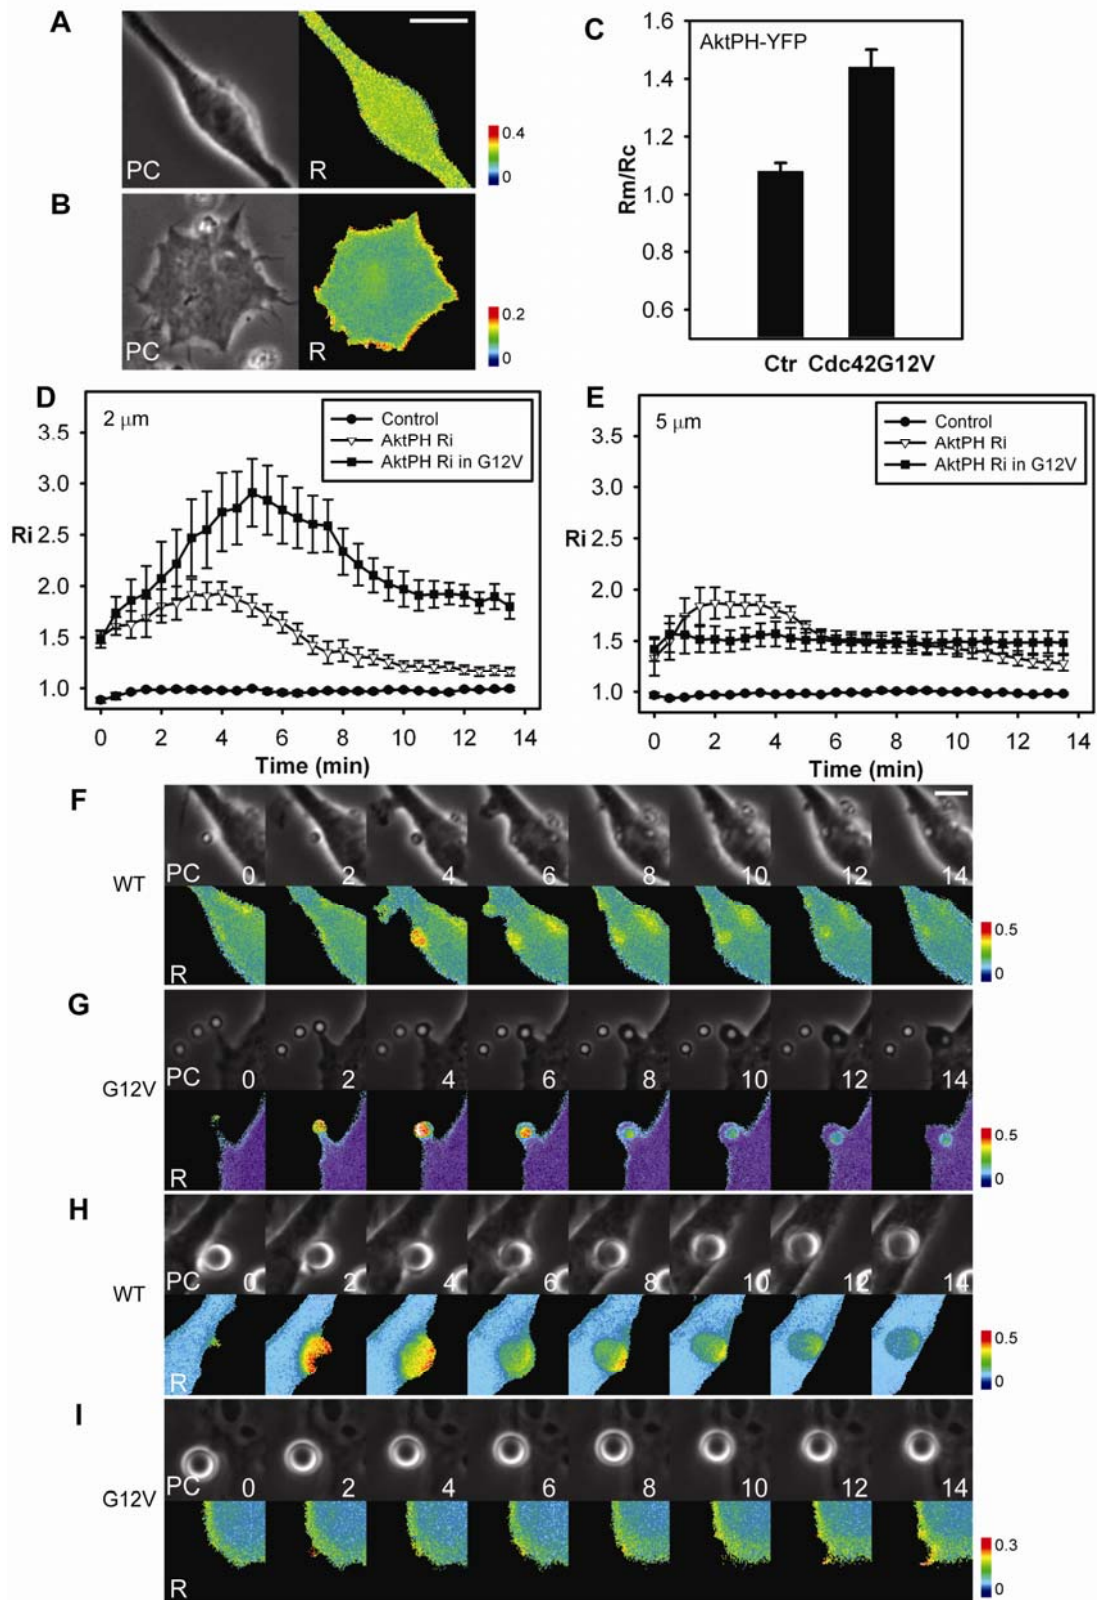 A
PC
R
0.4
0
B
PC
R
0.2
0
C
AktPH-YFP
Rm/Rc
1.6
1.4
1.2
1.0
0.8
0.6
Ctr Cdc42G12V
D
2 μm
Control
AktPH Ri
AktPH Ri in G12V
Ri
3.5
3.0
2.5
2.0
1.5
1.0
0 2 4 6 8 10 12 14
Time (min)
E
5 μm
Control
AktPH Ri
AktPH Ri in G12V
Ri
3.5
3.0
2.5
2.0
1.5
1.0
0 2 4 6 8 10 12 14
Time (min)
F
WT
PC 0 2 4 6 8 10 12 14
R
0.5
0
G
G12V
PC 0 2 4 6 8 10 12 14
R
0.5
0
H
WT
PC 0 2 4 6 8 10 12 14
R
0.5
0
I
G12V
PC 0 2 4 6 8 10 12 14
R
0.3
0